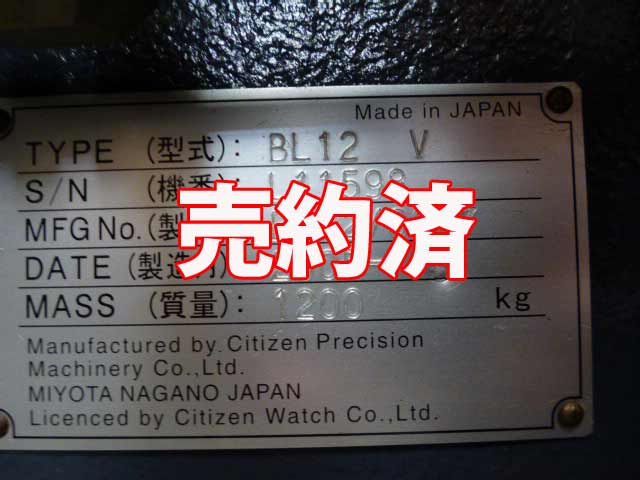 Made in JAPAN
TYPE (型式): BL12 V
S/N (機番):
MFG No. (製
売約済
DATE (製造
MASS (質量): 1200 kg
Manufactured by. Citizen Precision
Machinery Co.,Ltd.
MIYOTA NAGANO JAPAN
Licenced by Citizen Watch Co.,Ltd.